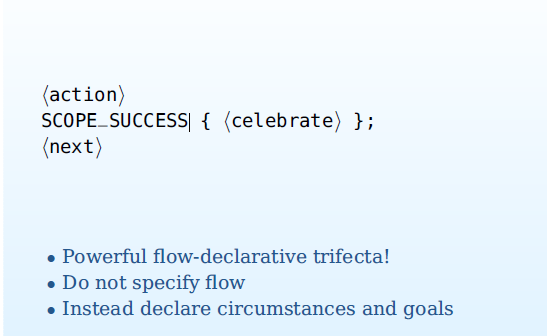 ⟨action⟩
SCOPE_SUCCESS { ⟨celebrate⟩ };
⟨next⟩
• Powerful flow-declarative trifecta!
• Do not specify flow
• Instead declare circumstances and goals